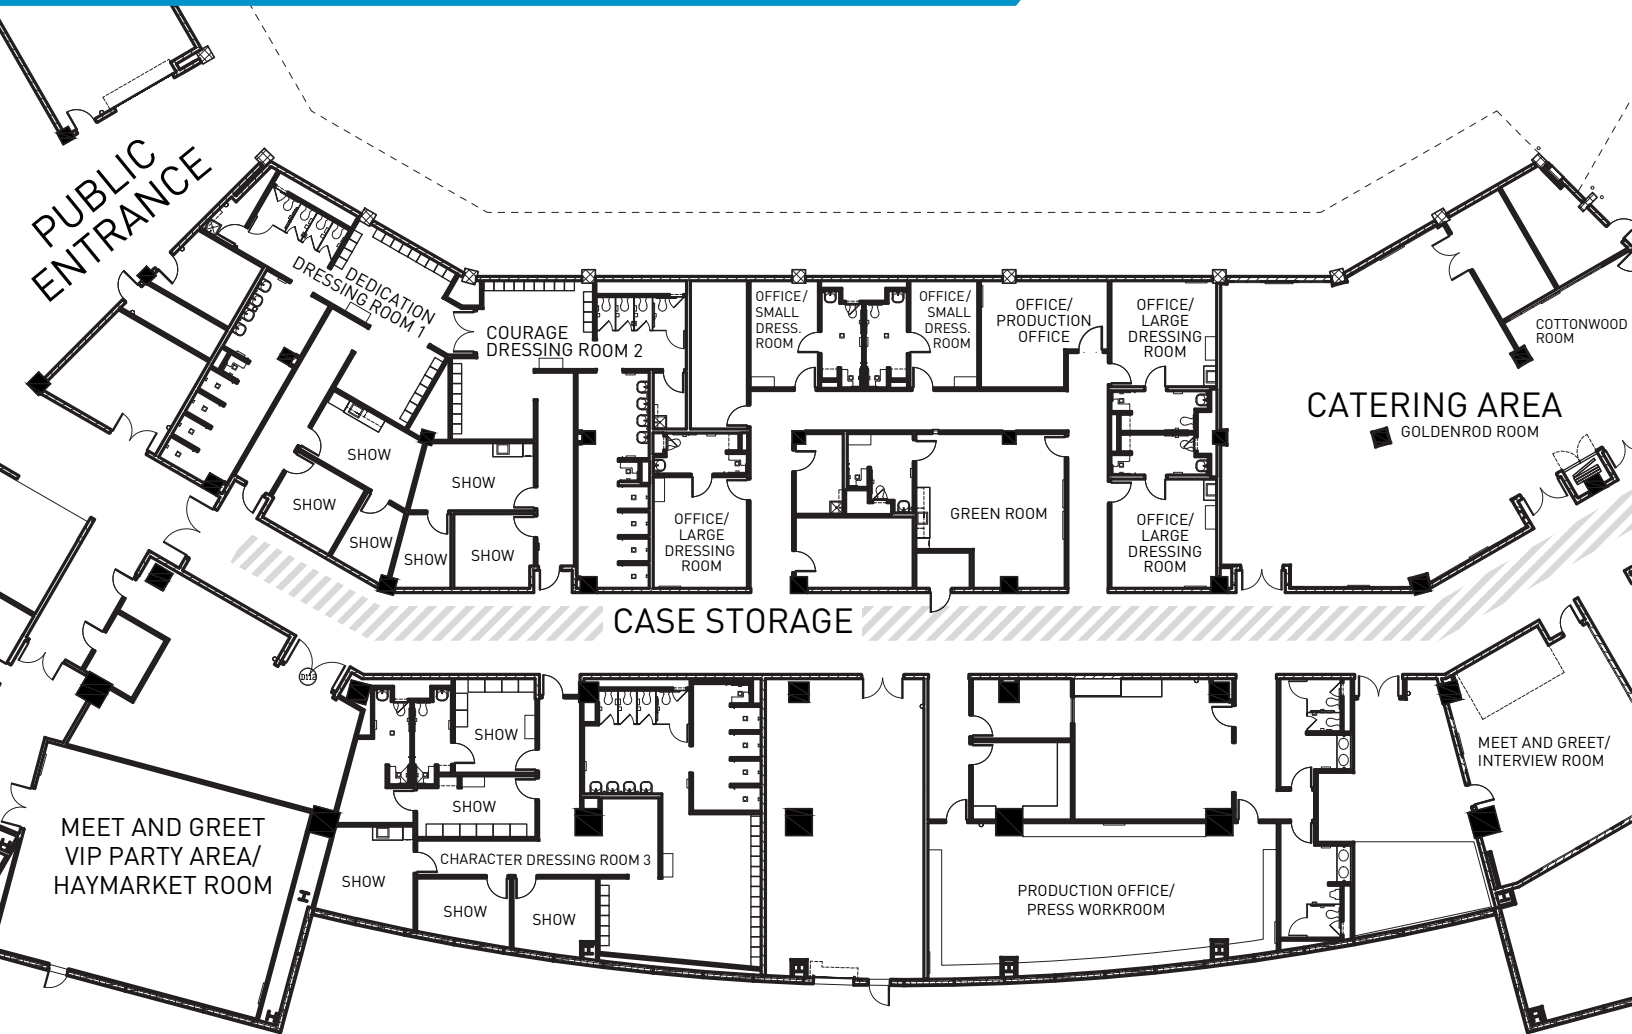 PUBLIC
ENTRANCE
DEDICATION
DRESSING ROOM 1
COURAGE
DRESSING ROOM 2
OFFICE/
SMALL
DRESS.
ROOM
OFFICE/
SMALL
DRESS.
ROOM
OFFICE/
PRODUCTION
OFFICE
OFFICE/
LARGE
DRESSING
ROOM
COTTONWOOD
ROOM
CATERING AREA
GOLDENROD ROOM
SHOW
SHOW
SHOW
SHOW
SHOW
SHOW
OFFICE/
LARGE
DRESSING
ROOM
GREEN ROOM
OFFICE/
LARGE
DRESSING
ROOM
CASE STORAGE
SHOW
SHOW
MEET AND GREET/
INTERVIEW ROOM
MEET AND GREET
VIP PARTY AREA/
HAYMARKET ROOM
CHARACTER DRESSING ROOM 3
SHOW
SHOW
SHOW
PRODUCTION OFFICE/
PRESS WORKROOM